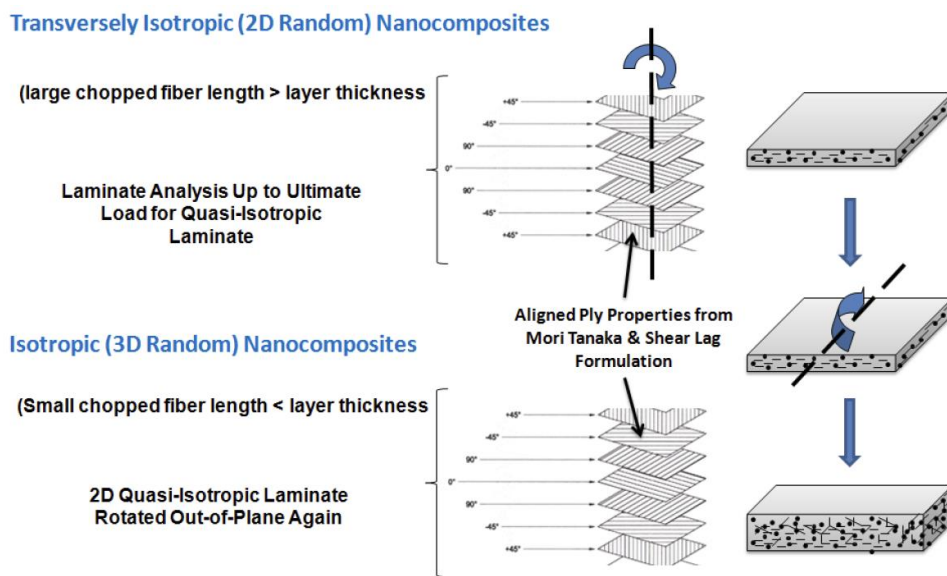 Transversely Isotropic (2D Random) Nanocomposites
(large chopped fiber length > layer thickness
Laminate Analysis Up to Ultimate
Load for Quasi-Isotropic
Laminate
+45°
-45°
90°
0°
90°
-45°
+45°
Aligned Ply Properties from
Mori Tanaka & Shear Lag
Formulation
Isotropic (3D Random) Nanocomposites
(Small chopped fiber length < layer thickness
2D Quasi-Isotropic Laminate
Rotated Out-of-Plane Again
+45°
-45°
90°
0°
90°
-45°
+45°